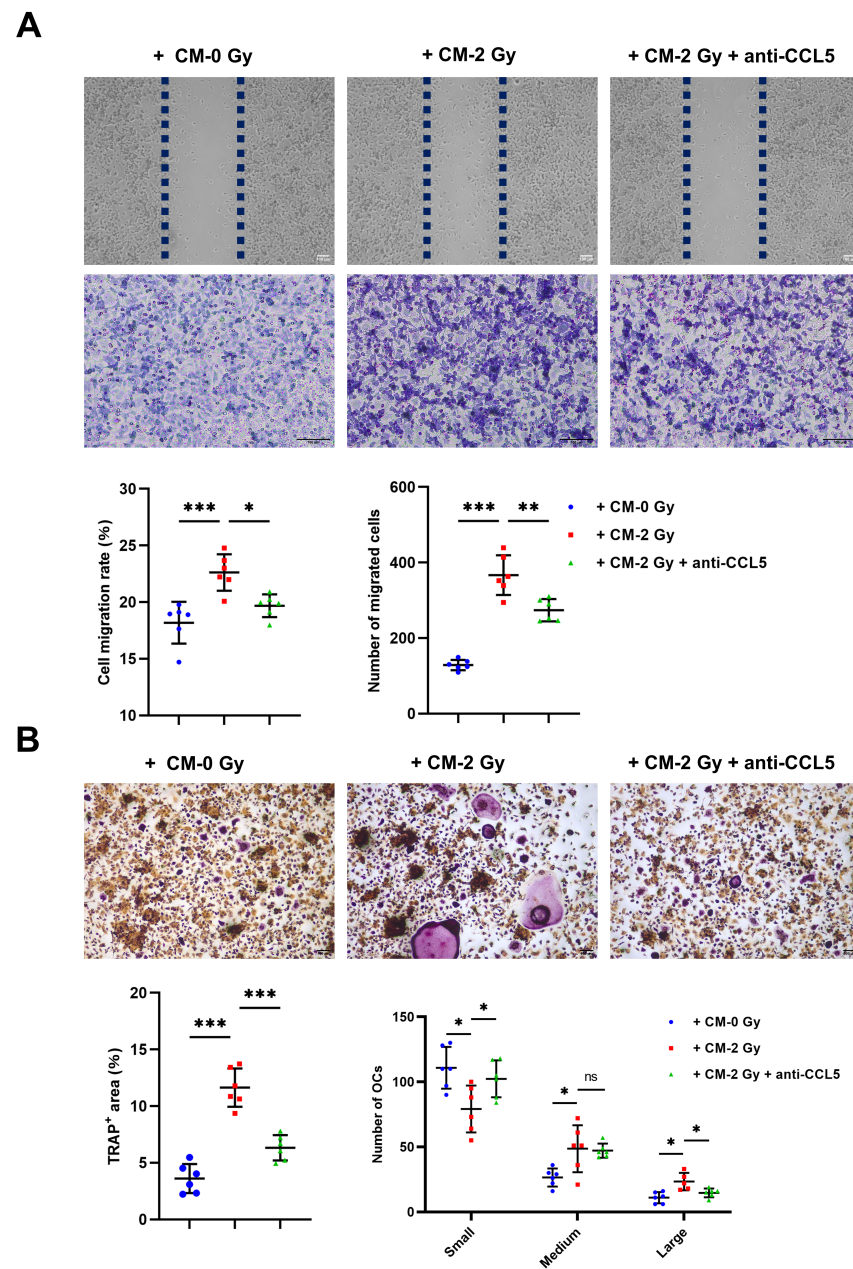 A
+ CM-0 Gy
+ CM-2 Gy
+ CM-2 Gy + anti-CCL5
Cell migration rate (%)
30
25
20
15
10
***
*
Number of migrated cells
600
400
200
0
***
**
+ CM-0 Gy
+ CM-2 Gy
+ CM-2 Gy + anti-CCL5
B
+ CM-0 Gy
+ CM-2 Gy
+ CM-2 Gy + anti-CCL5
TRAP⁺ area (%)
20
15
10
5
0
***
***
Number of OCs
150
100
50
0
*
*
*
ns
*
*
Small
Medium
Large
+ CM-0 Gy
+ CM-2 Gy
+ CM-2 Gy + anti-CCL5